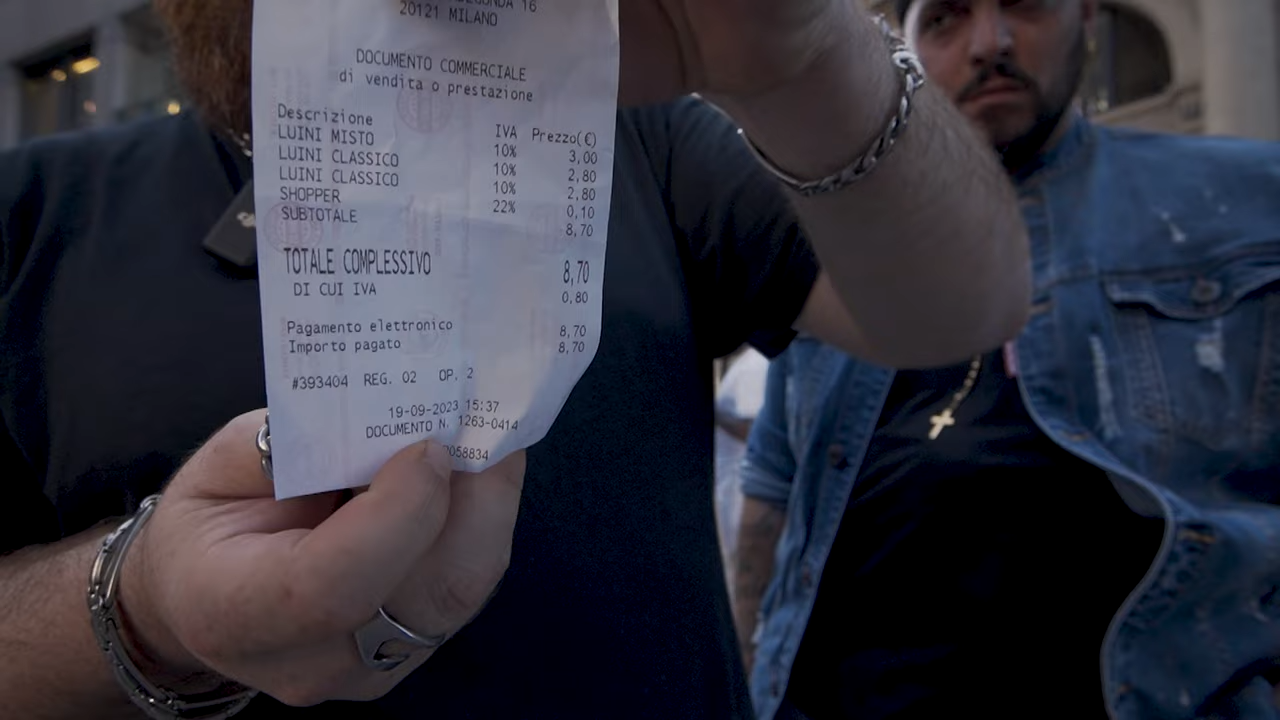 16
20121 MILANO
DOCUMENTO COMMERCIALE
di vendita o prestazione
Descrizione IVA Prezzo(€)
LUINI MISTO 10% 3,00
LUINI CLASSICO 10% 2,80
LUINI CLASSICO 10% 2,80
SHOPPER 22% 0,10
SUBTOTALE 8,70
TOTALE COMPLESSIVO 8,70
DI CUI IVA 0,80
Pagamento elettronico 8,70
Importo pagato 8,70
#393404 REG. 02 OP. 2
19-09-2023 15:37
DOCUMENTO N. 1263-0414
058834